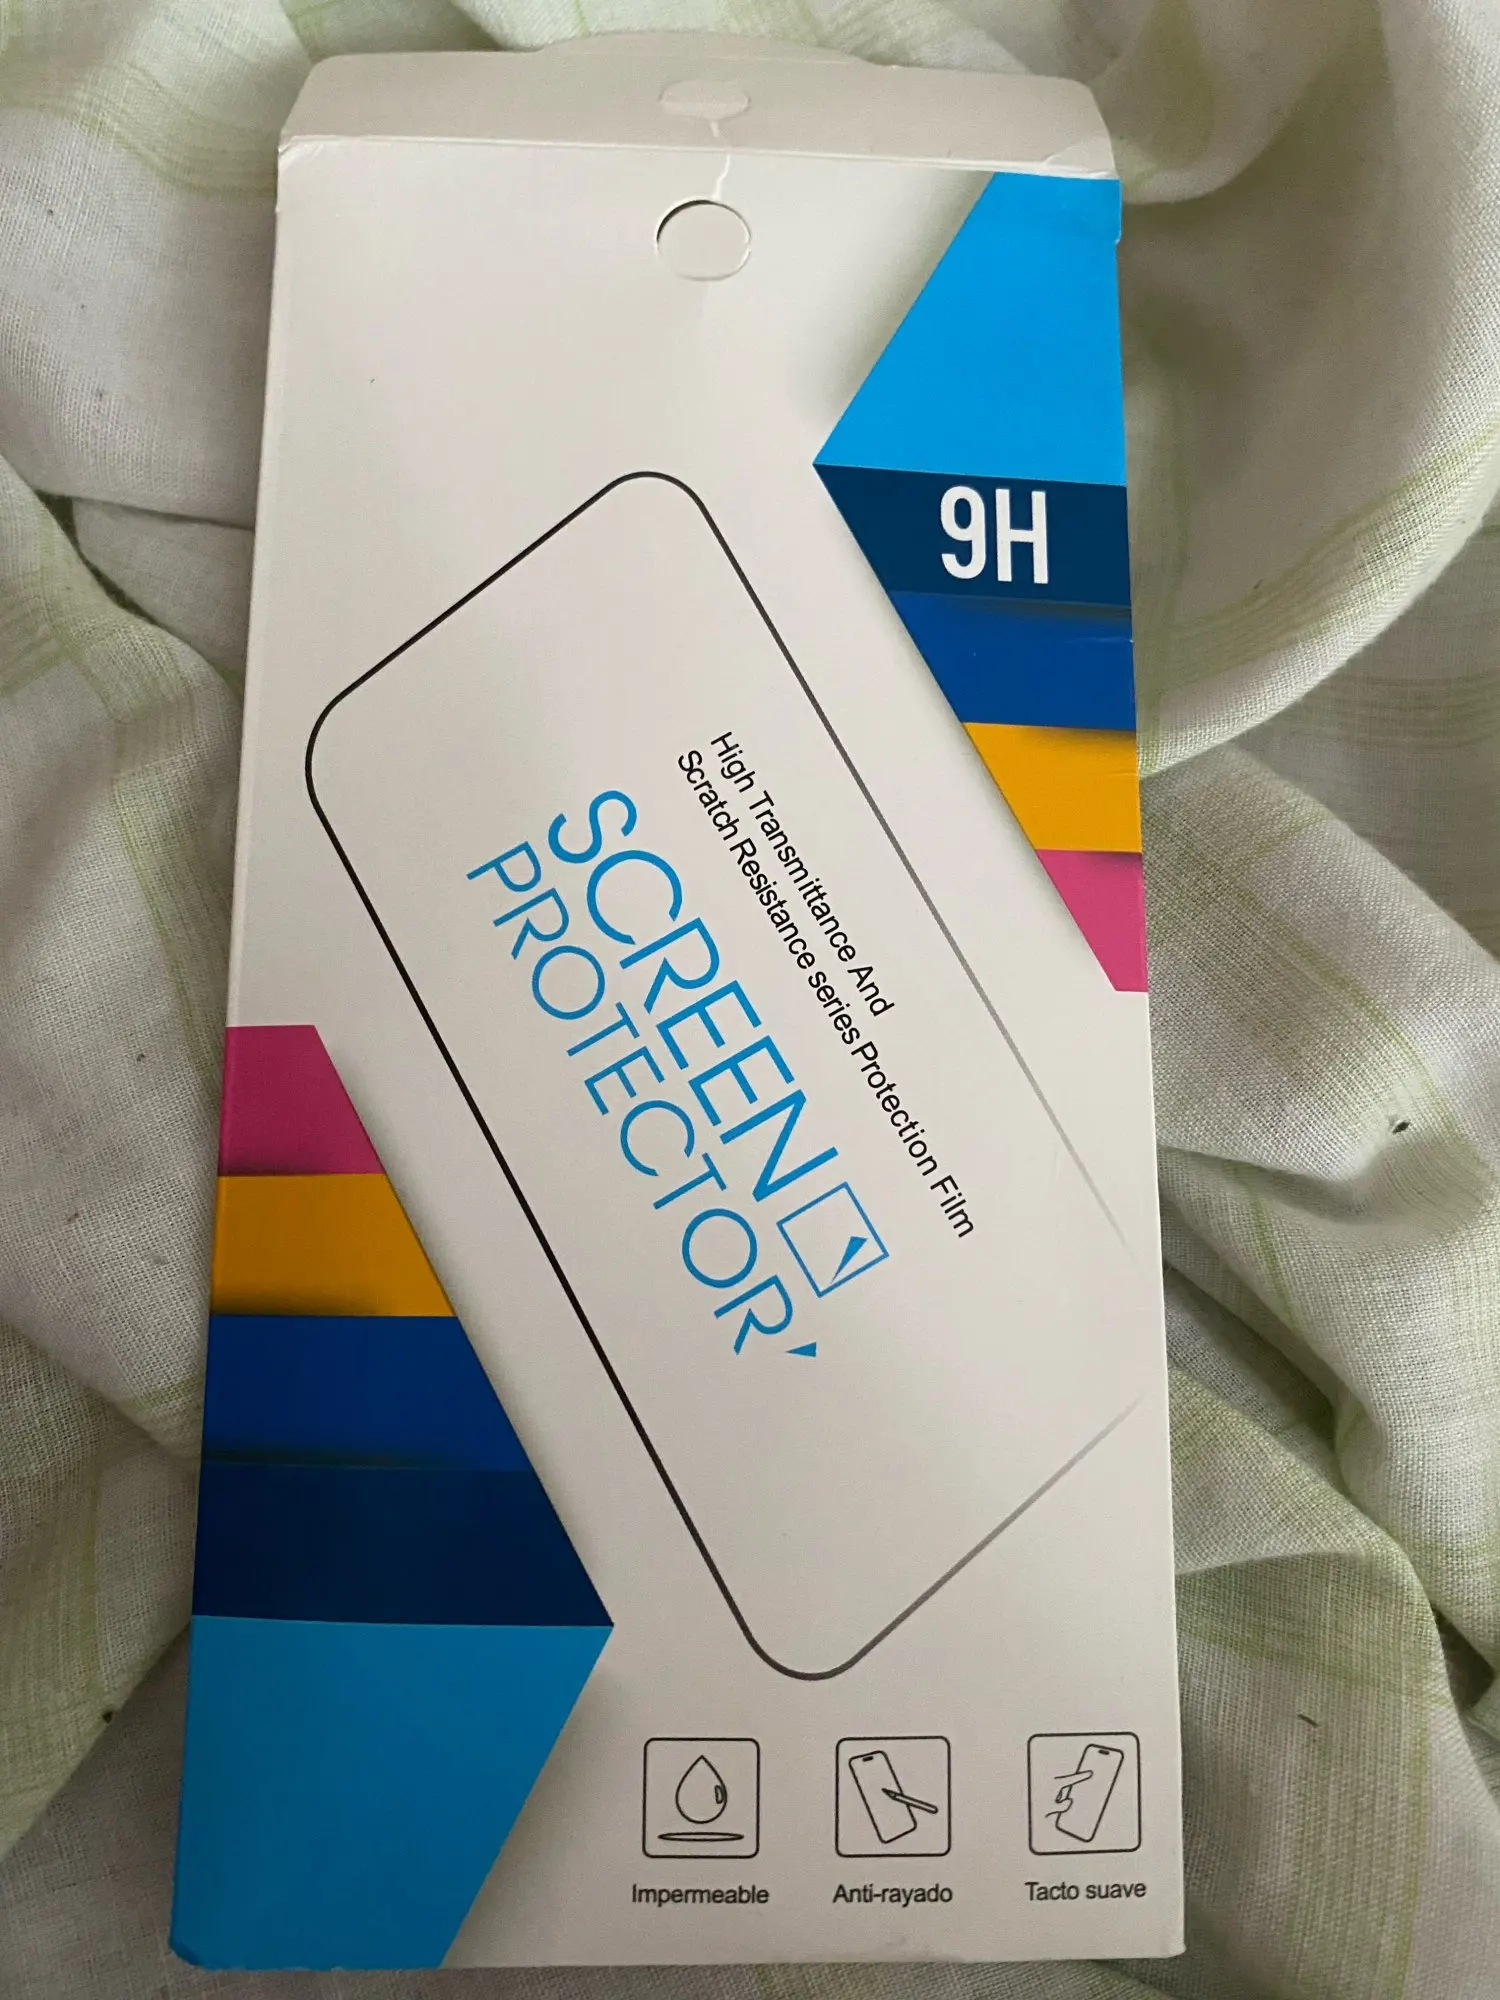 9H
High Transmittance And
Scratch Resistance series Protection Film
SCREEN
PROTECTOR
Impermeable
Anti-rayado
Tacto suave